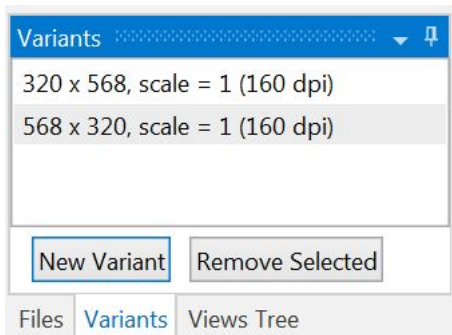 Variants
320 x 568, scale = 1 (160 dpi)
568 x 320, scale = 1 (160 dpi)
New Variant Remove Selected
Files Variants Views Tree